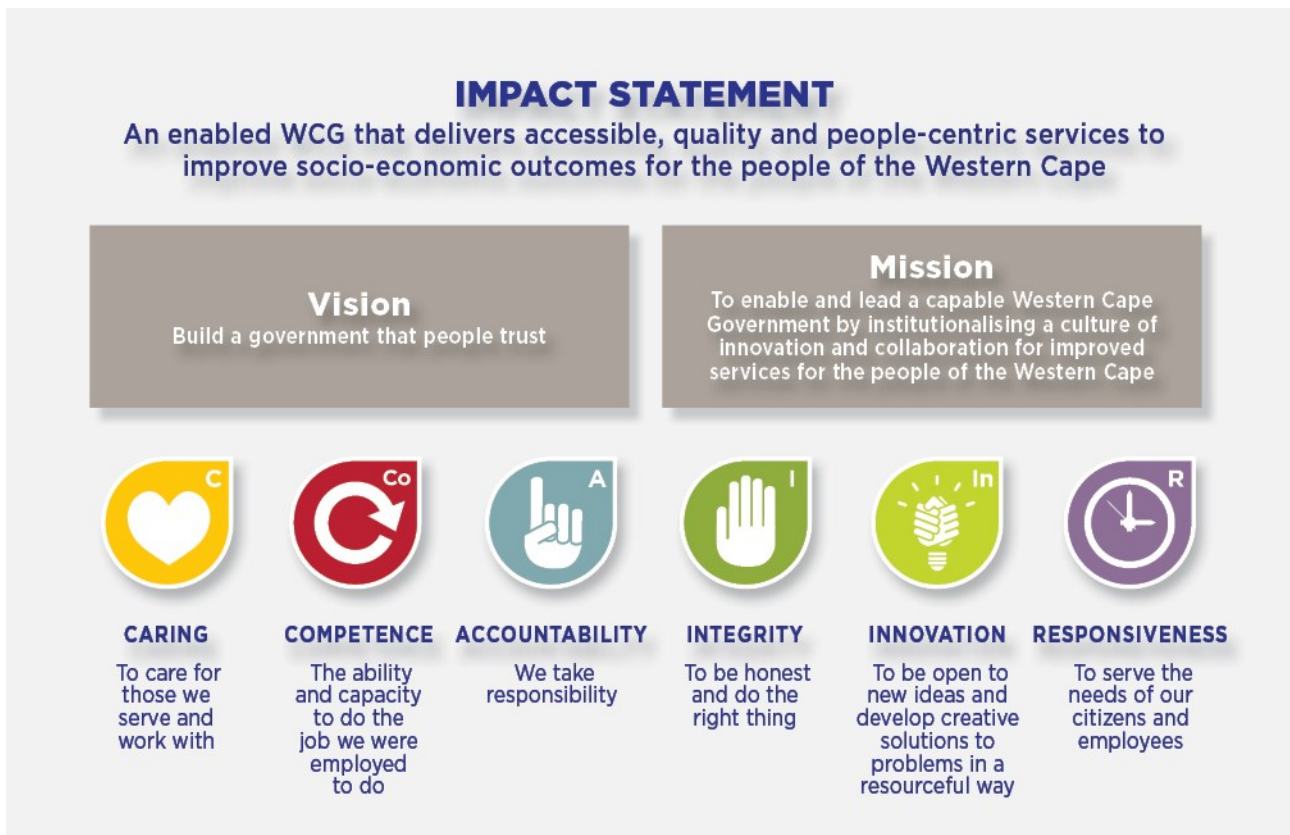 IMPACT STATEMENT
An enabled WCG that delivers accessible, quality and people-centric services to
improve socio-economic outcomes for the people of the Western Cape
Vision
Build a government that people trust
Mission
To enable and lead a capable Western Cape
Government by institutionalising a culture of
innovation and collaboration for improved
services for the people of the Western Cape
C
CARING
To care for
those we
serve and
work with
Co
COMPETENCE
The ability
and capacity
to do the
job we were
employed
to do
A
ACCOUNTABILITY
We take
responsibility
I
INTEGRITY
To be honest
and do the
right thing
In
INNOVATION
To be open to
new ideas and
develop creative
solutions to
problems in a
resourceful way
R
RESPONSIVENESS
To serve the
needs of our
citizens and
employees